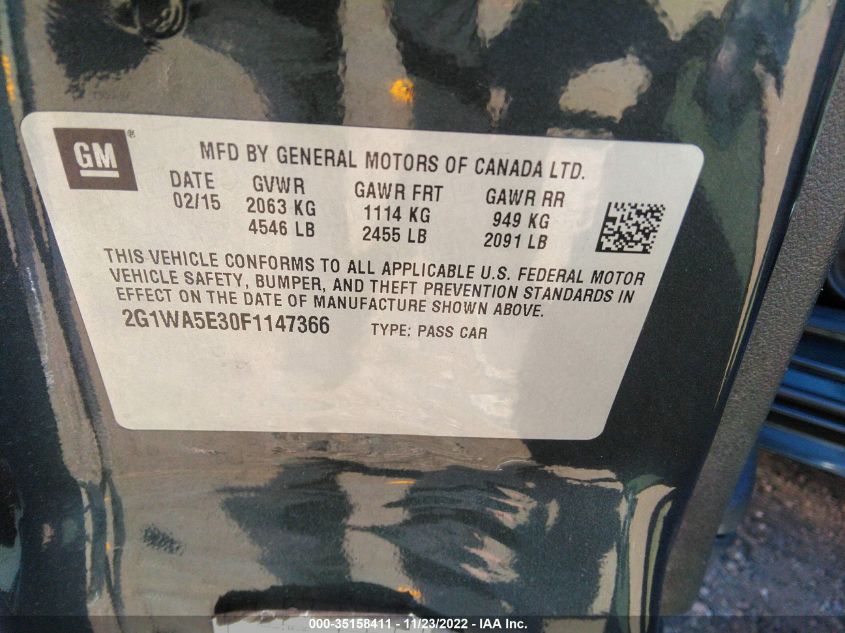 GM ®
MFD BY GENERAL MOTORS OF CANADA LTD.
DATE GVWR GAWR FRT GAWR RR
02/15 2063 KG 1114 KG 949 KG
4546 LB 2455 LB 2091 LB
THIS VEHICLE CONFORMS TO ALL APPLICABLE U.S. FEDERAL MOTOR
VEHICLE SAFETY, BUMPER, AND THEFT PREVENTION STANDARDS IN
EFFECT ON THE DATE OF MANUFACTURE SHOWN ABOVE.
2G1WA5E30F1147366 TYPE: PASS CAR
000-35158411 - 11/23/2022 - IAA Inc.